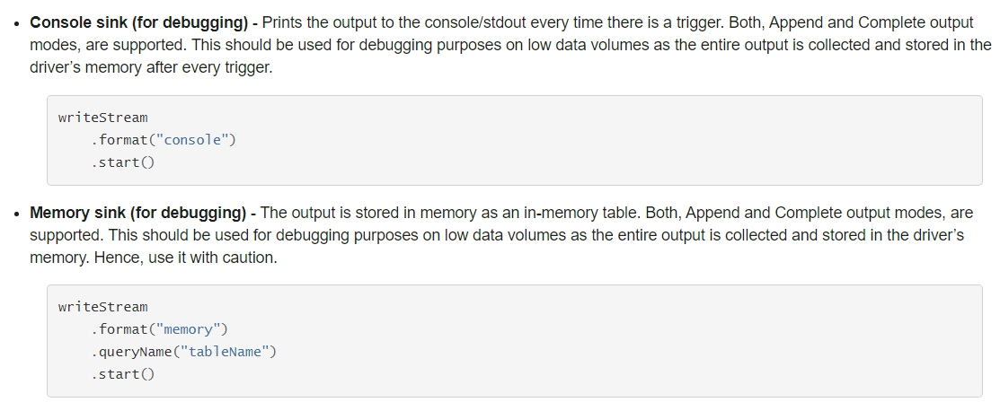 • Console sink (for debugging) - Prints the output to the console/stdout every time there is a trigger. Both, Append and Complete output
modes, are supported. This should be used for debugging purposes on low data volumes as the entire output is collected and stored in the
driver’s memory after every trigger.
writeStream
    .format("console")
    .start()
• Memory sink (for debugging) - The output is stored in memory as an in-memory table. Both, Append and Complete output modes, are
supported. This should be used for debugging purposes on low data volumes as the entire output is collected and stored in the driver’s
memory. Hence, use it with caution.
writeStream
    .format("memory")
    .queryName("tableName")
    .start()